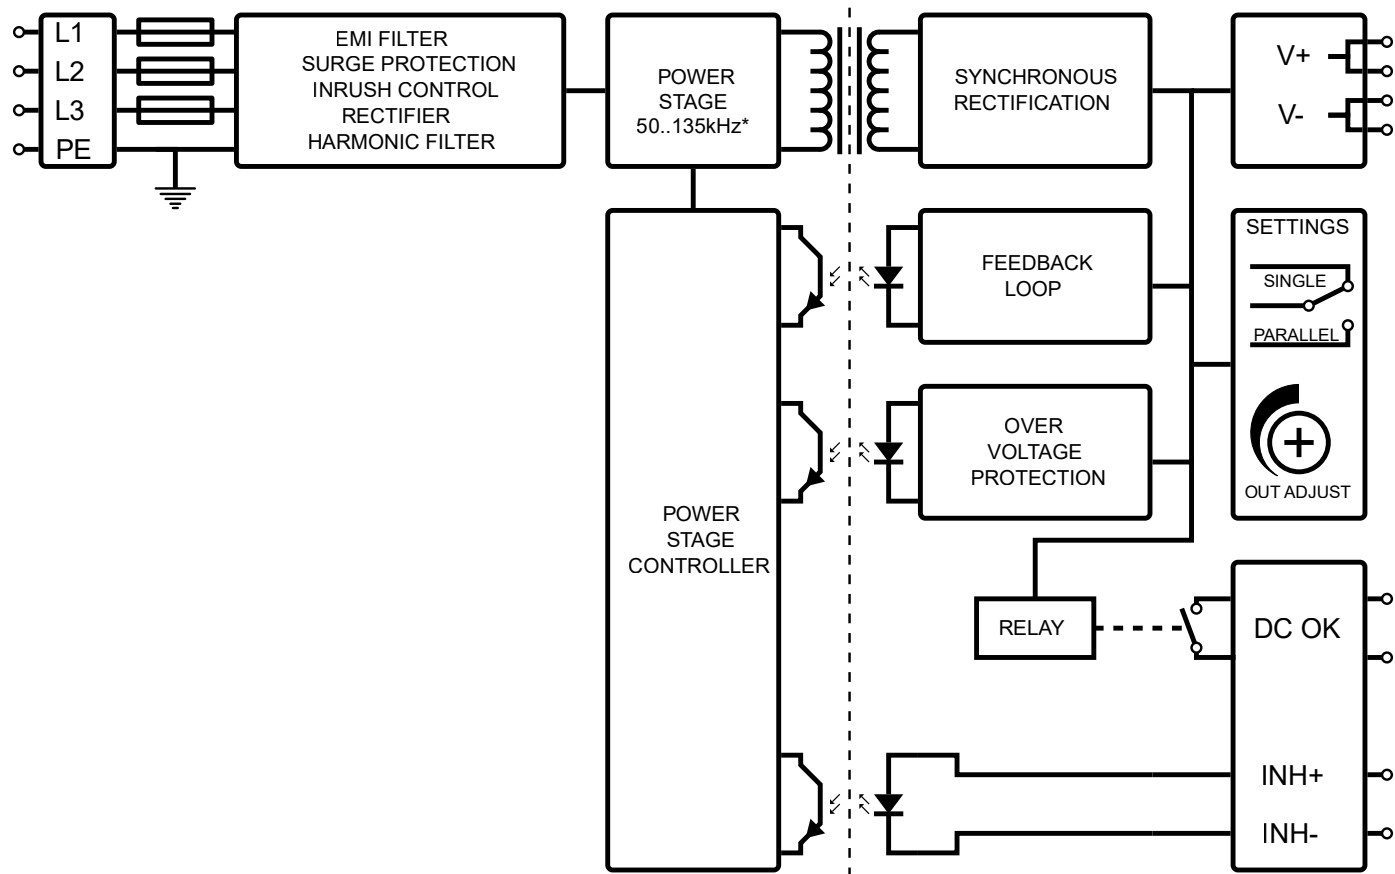 L1
L2
L3
PE
EMI FILTER
SURGE PROTECTION
INRUSH CONTROL
RECTIFIER
HARMONIC FILTER
POWER
STAGE
50..135kHz*
SYNCHRONOUS
RECTIFICATION
V+
V-
POWER
STAGE
CONTROLLER
FEEDBACK
LOOP
OVER
VOLTAGE
PROTECTION
SETTINGS
SINGLE
PARALLEL
OUT ADJUST
RELAY
DC OK
INH+
INH-